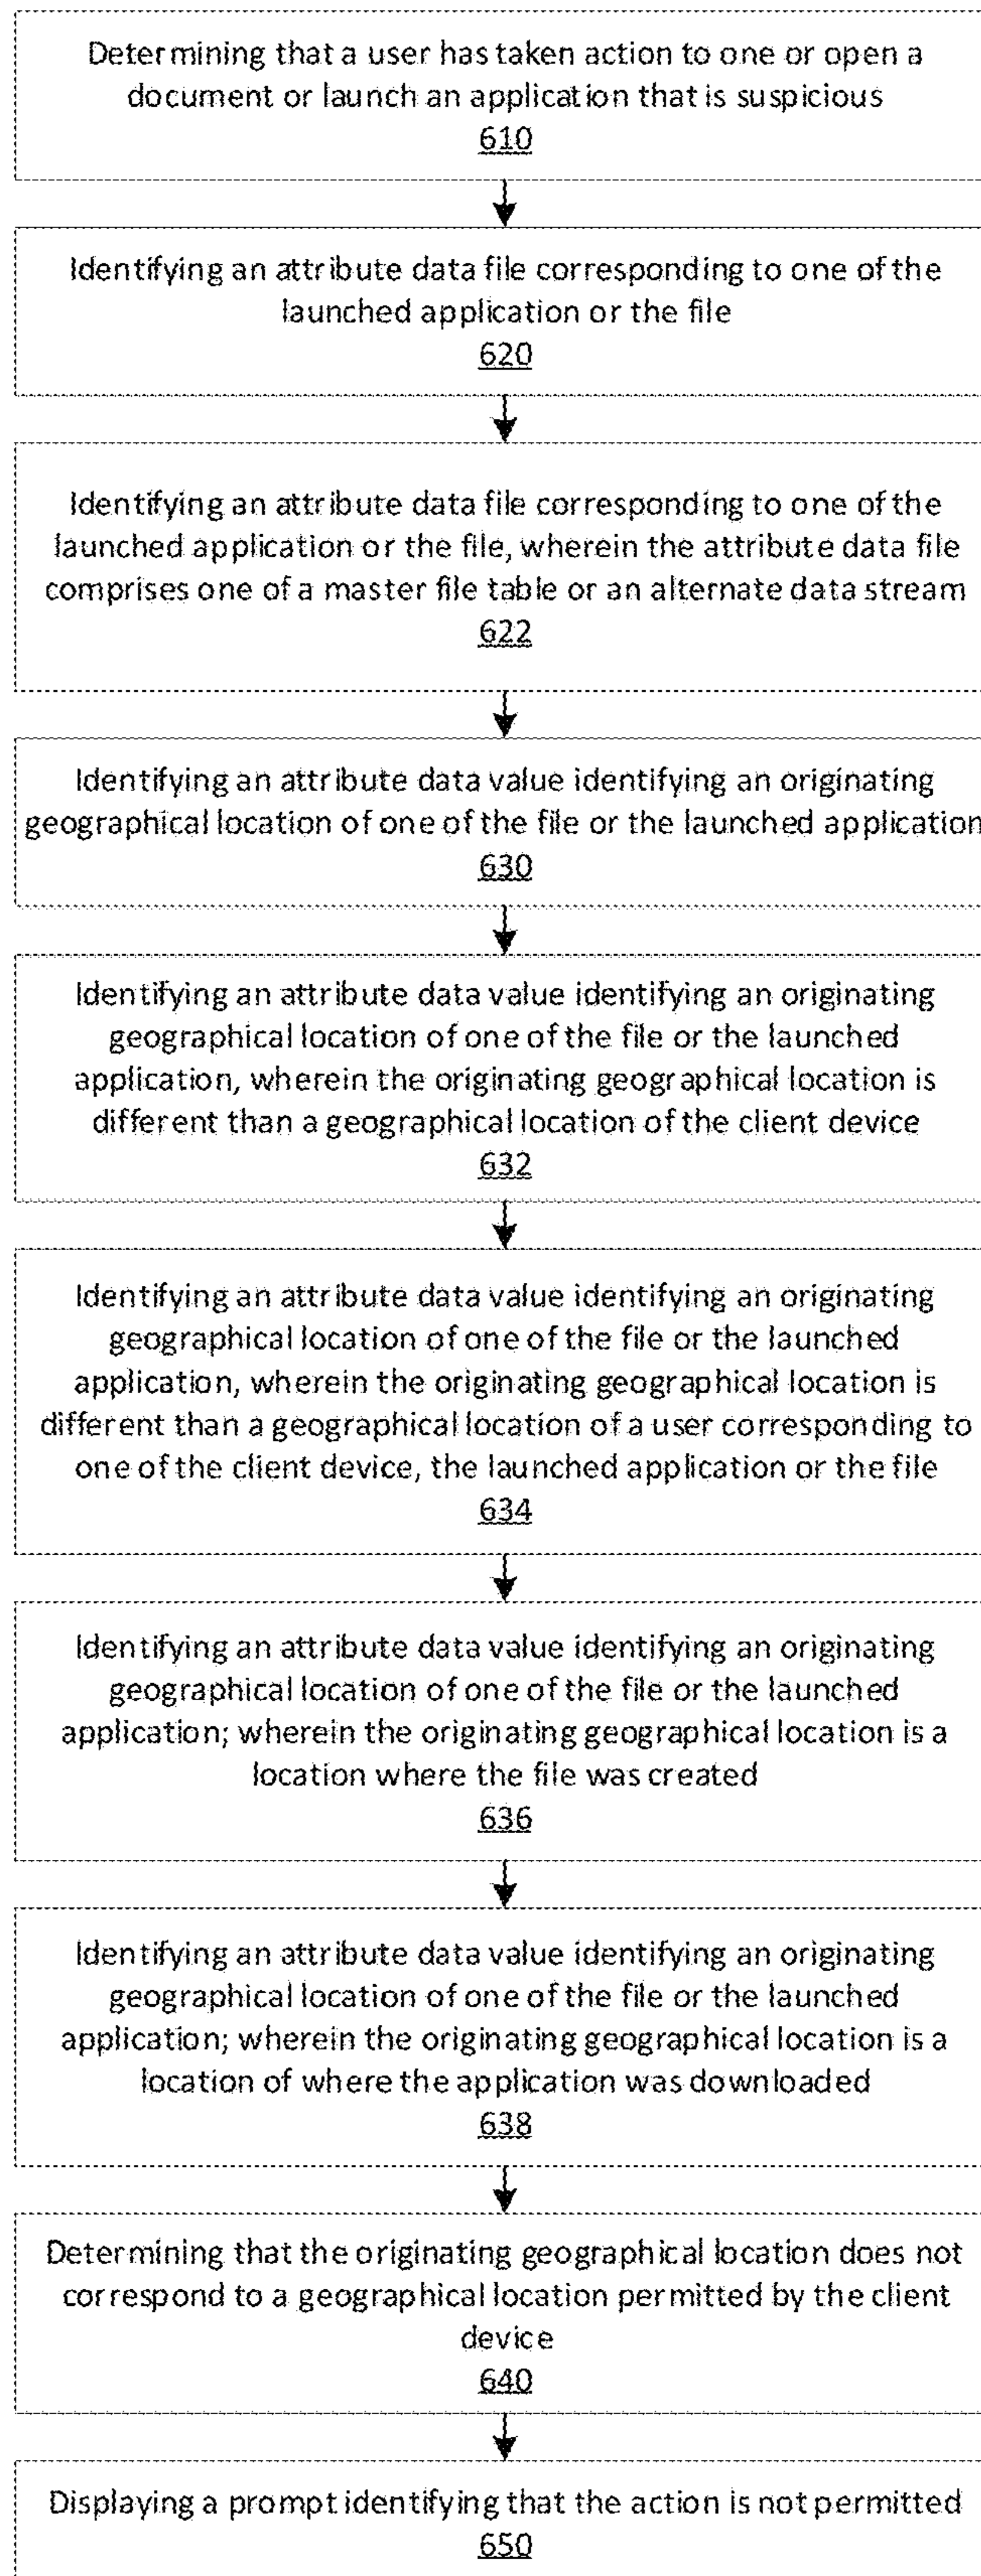 Determining that a user has taken action to one or open a
document or launch an application that is suspicious
610
Identifying an attribute data file corresponding to one of the
launched application or the file
620
Identifying an attribute data file corresponding to one of the
launched application or the file, wherein the attribute data file
comprises one of a master file table or an alternate data stream
622
Identifying an attribute data value identifying an originating
geographical location of one of the file or the launched application
630
Identifying an attribute data value identifying an originating
geographical location of one of the file or the launched
application, wherein the originating geographical location is
different than a geographical location of the client device
632
Identifying an attribute data value identifying an originating
geographical location of one of the file or the launched
application, wherein the originating geographical location is
different than a geographical location of a user corresponding to
one of the client device, the launched application or the file
634
Identifying an attribute data value identifying an originating
geographical location of one of the file or the launched
application; wherein the originating geographical location is a
location where the file was created
636
Identifying an attribute data value identifying an originating
geographical location of one of the file or the launched
application; wherein the originating geographical location is a
location of where the application was downloaded
638
Determining that the originating geographical location does not
correspond to a geographical location permitted by the client
device
640
Displaying a prompt identifying that the action is not permitted
650